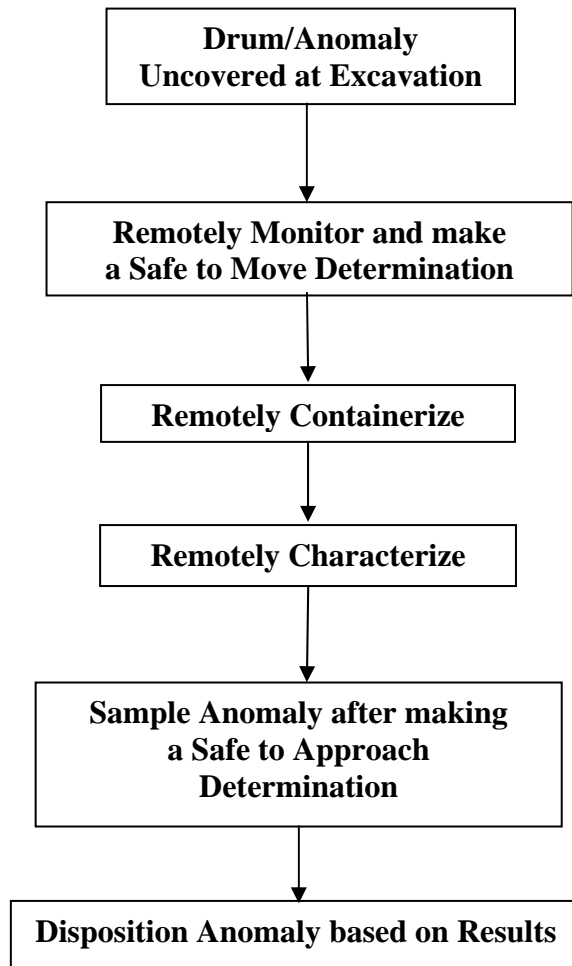 Drum/Anomaly
Uncovered at Excavation
Remotely Monitor and make
a Safe to Move Determination
Remotely Containerize
Remotely Characterize
Sample Anomaly after making
a Safe to Approach
Determination
Disposition Anomaly based on Results